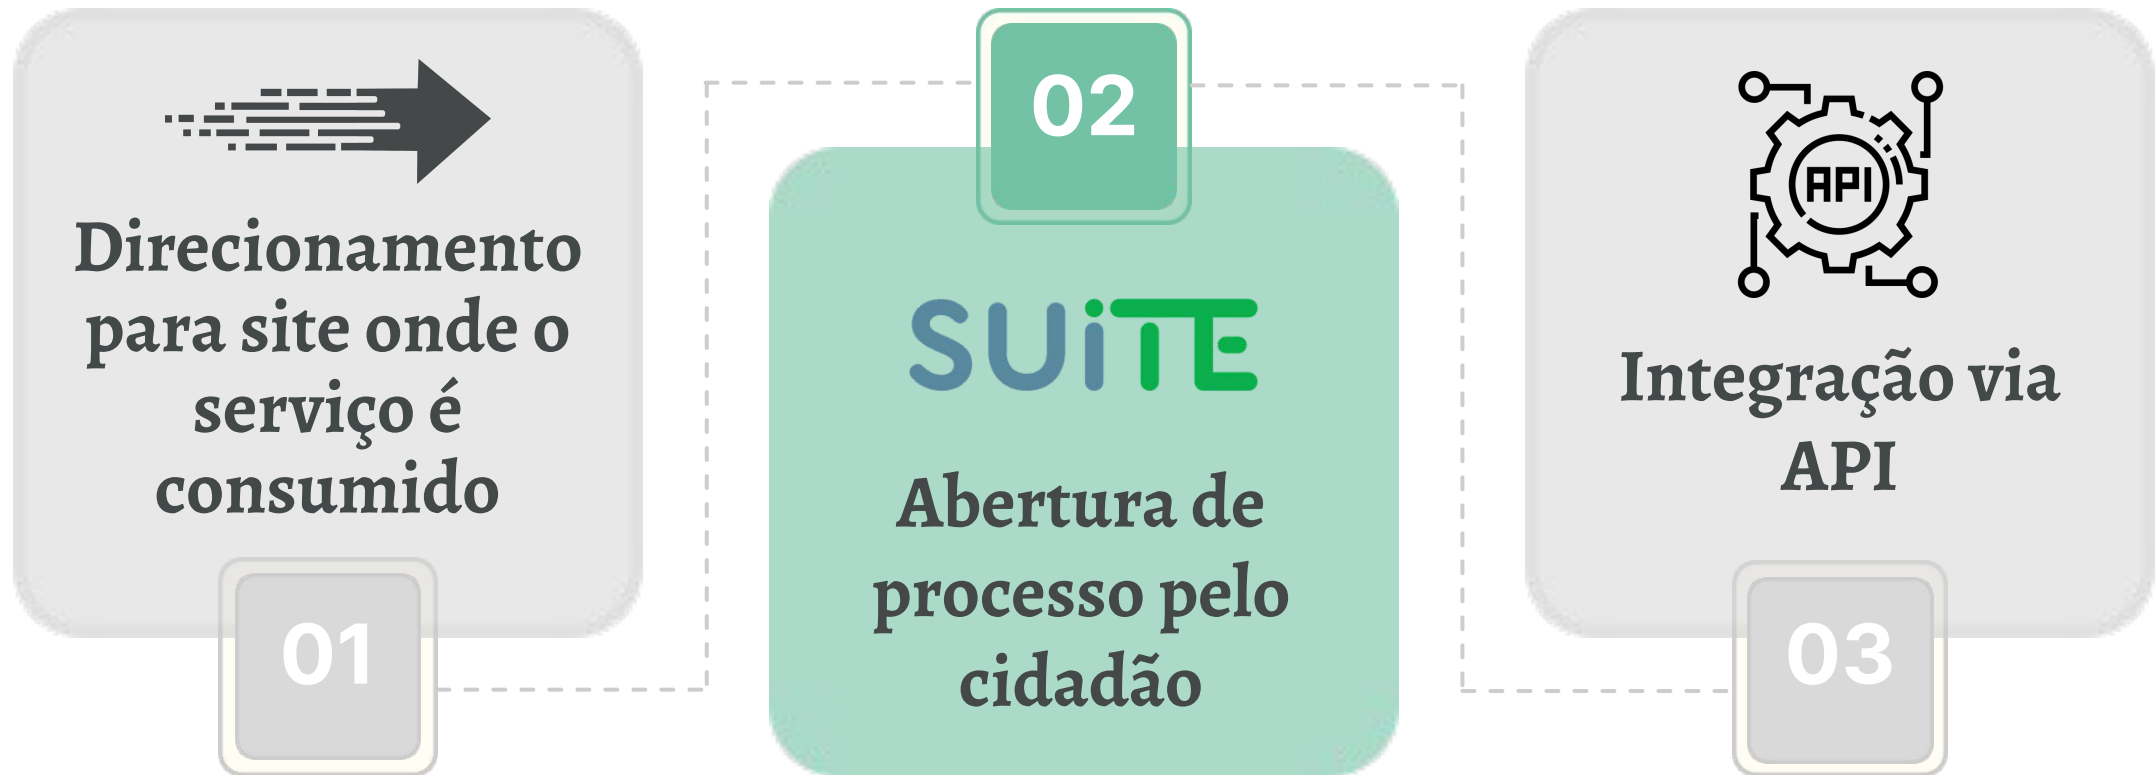 Direcionamento
para site onde o
serviço é
consumido
01
02
SUiTE
Abertura de
processo pelo
cidadão
API
Integração via
API
03